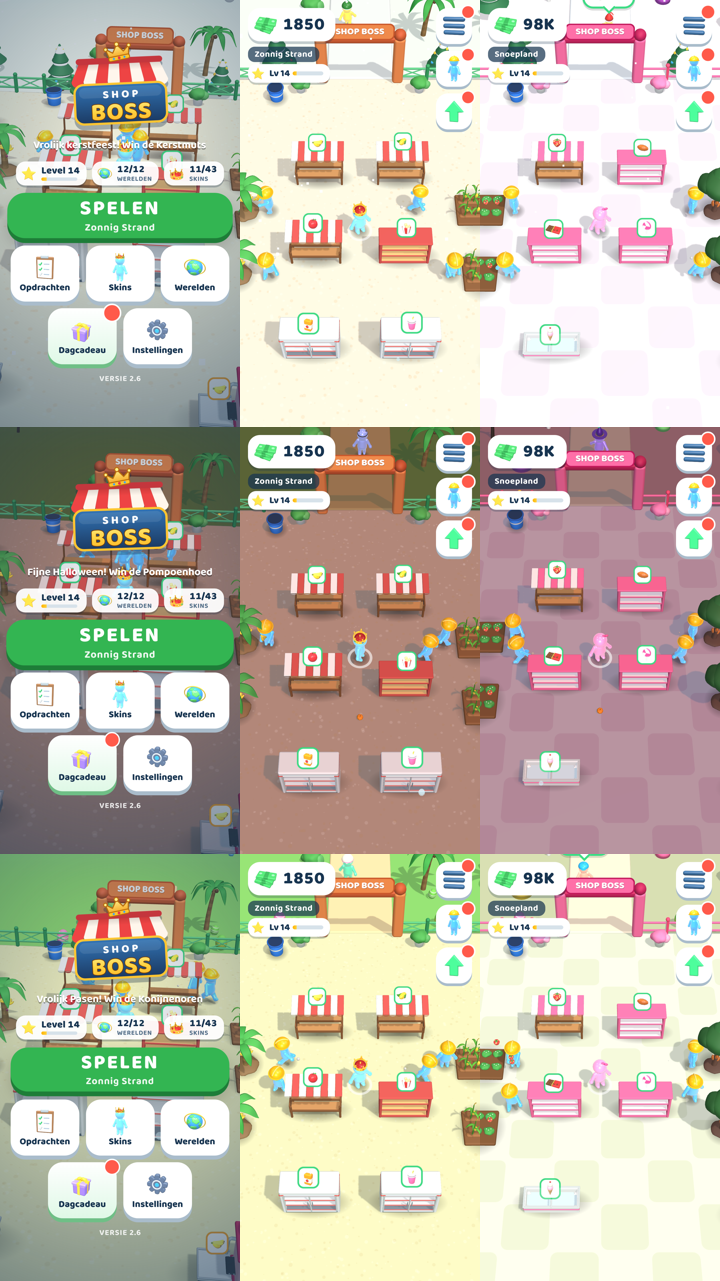 SHOP BOSS
SHOP
BOSS
Vrolijk kerstfeest! Win de Kerstmuts
Level 14
12/12
WERELDEN
11/43
SKINS
SPELEN
Zonnig Strand
Opdrachten
Skins
Werelden
Dagcadeau
Instellingen
VERSIE 2.6
1850
SHOP BOSS
Zonnig Strand
Lv 14
98K
SHOP BOSS
Snoepland
Lv 14
SHOP BOSS
SHOP
BOSS
Fijne Halloween! Win de Pompoenhoed
Level 14
12/12
WERELDEN
11/43
SKINS
SPELEN
Zonnig Strand
Opdrachten
Skins
Werelden
Dagcadeau
Instellingen
VERSIE 2.6
1850
SHOP BOSS
Zonnig Strand
Lv 14
98K
SHOP BOSS
Snoepland
Lv 14
SHOP BOSS
SHOP
BOSS
Vrolijk Pasen! Win de Konijnenoren
Level 14
12/12
WERELDEN
11/43
SKINS
SPELEN
Zonnig Strand
Opdrachten
Skins
Werelden
Dagcadeau
Instellingen
VERSIE 2.6
1850
SHOP BOSS
Zonnig Strand
Lv 14
98K
SHOP BOSS
Snoepland
Lv 14